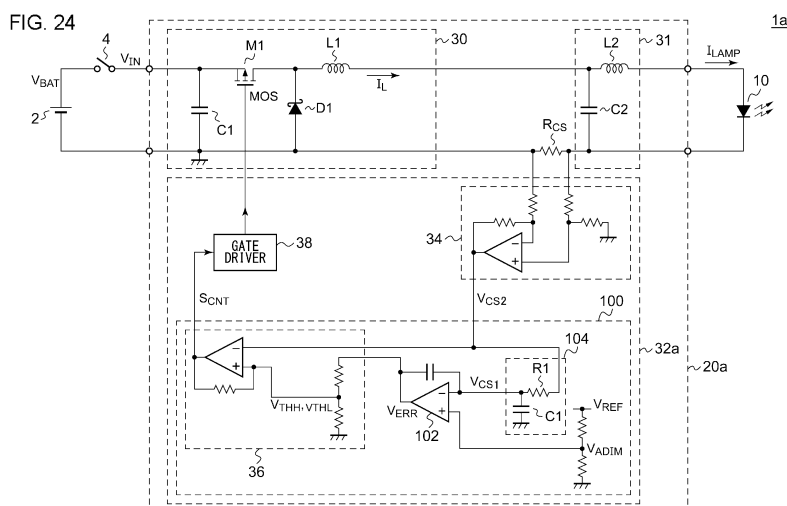 FIG. 24
1a
4
VIN
M1
L1
30
31
L2
ILAMP
VBAT
MOS
IL
10
2
C1
D1
C2
RCS
34
GATE
DRIVER
38
SCNT
VCS2
100
104
32a
20a
R1
VCS1
VTHH, VTHL
VERR
C1
VREF
102
VADIM
36